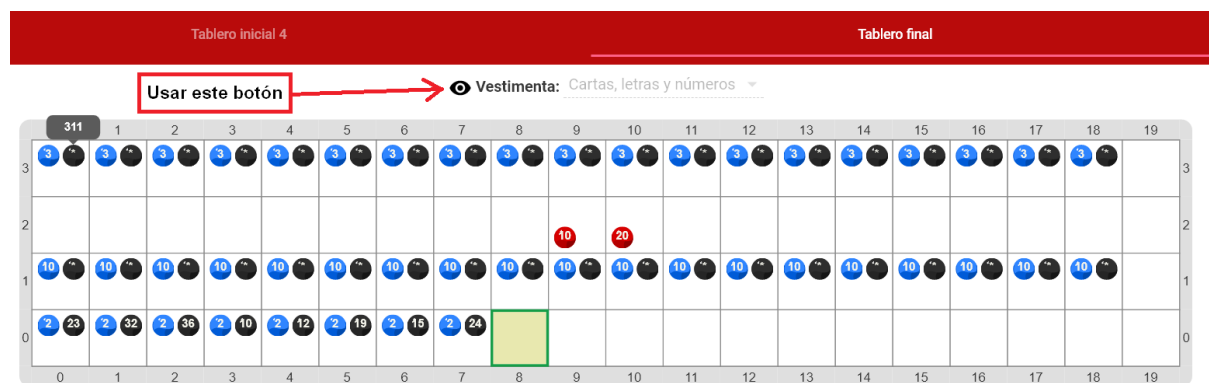 Tablero inicial 4 Tablero final
Usar este botón Vestimenta: Cartas, letras y números
311 1 2 3 4 5 6 7 8 9 10 11 12 13 14 15 16 17 18 19
3 '3 '* '3 '* '3 '* '3 '* '3 '* '3 '* '3 '* '3 '* '3 '* '3 '* '3 '* '3 '* '3 '* '3 '* '3 '* '3 '* '3 '* '3 '* '3 '* 3
2 10 20 2
1 10 '* 10 '* 10 '* 10 '* 10 '* 10 '* 10 '* 10 '* 10 '* 10 '* 10 '* 10 '* 10 '* 10 '* 10 '* 10 '* 10 '* 10 '* 10 '* 1
0 '2 23 '2 32 '2 36 '2 10 '2 12 '2 19 '2 15 '2 24 0
0 1 2 3 4 5 6 7 8 9 10 11 12 13 14 15 16 17 18 19